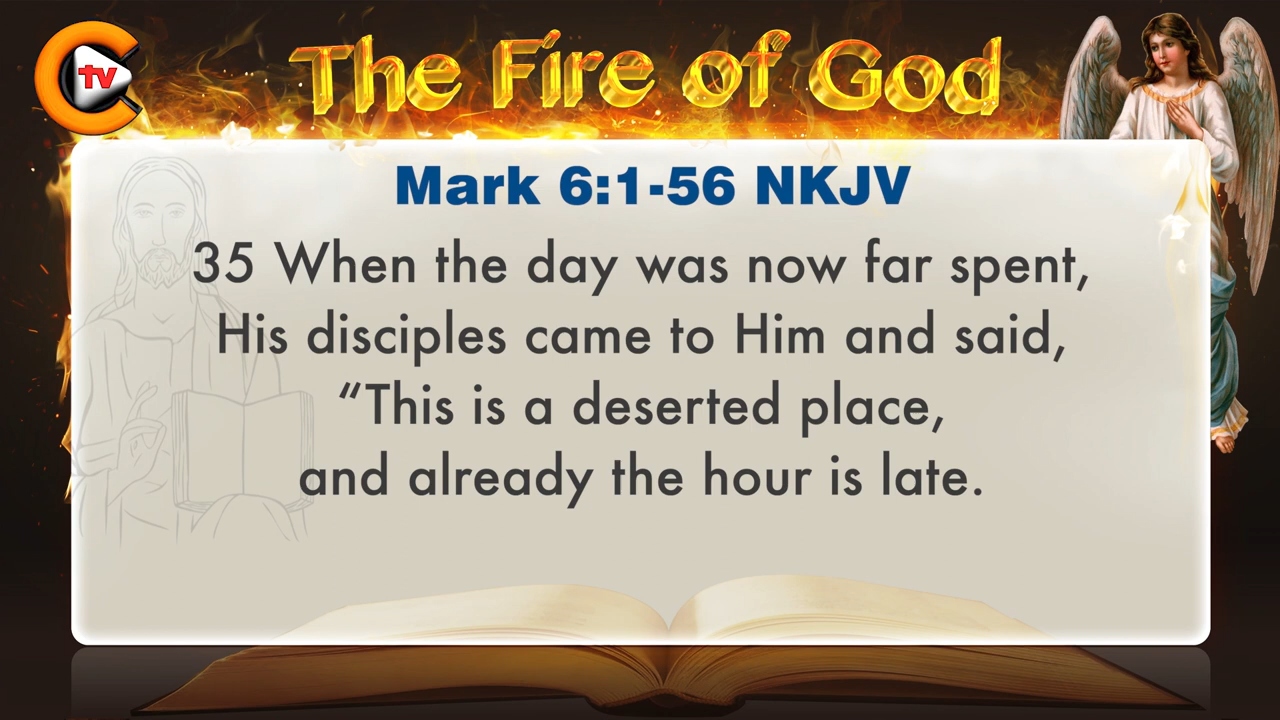 tv
The Fire of God
Mark 6:1-56 NKJV
35 When the day was now far spent,
His disciples came to Him and said,
“This is a deserted place,
and already the hour is late.